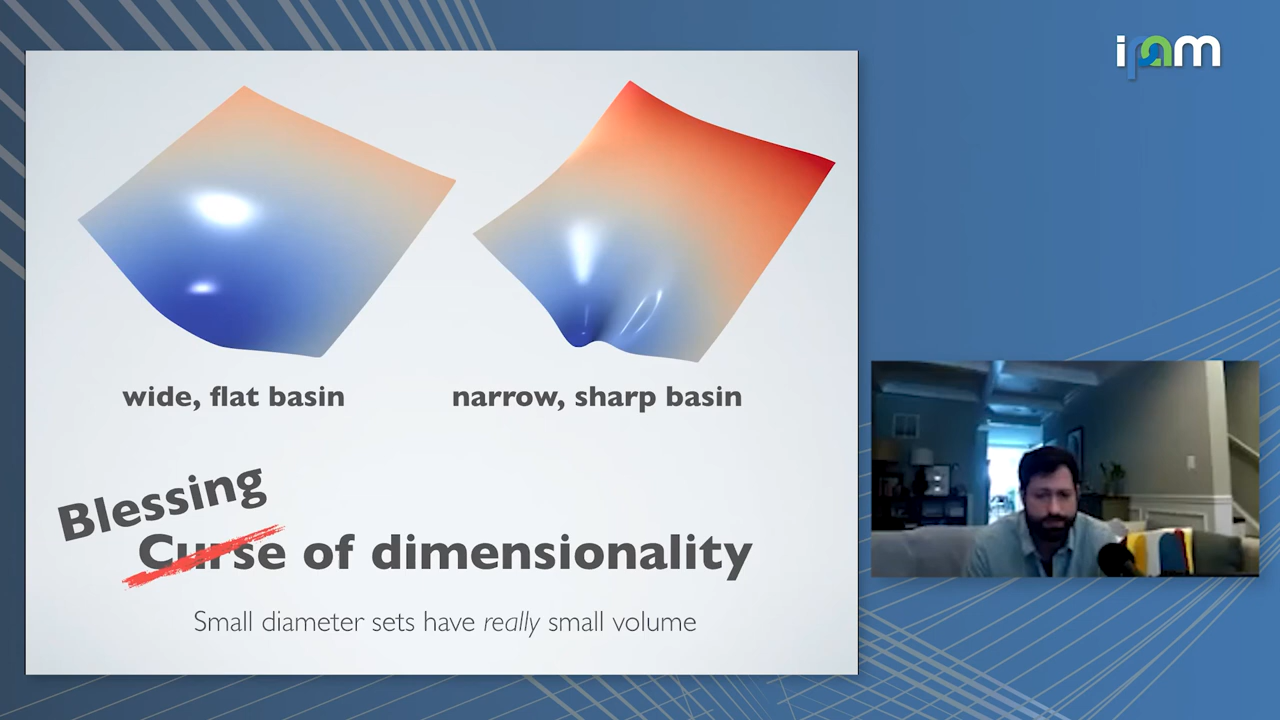 ipam
wide, flat basin
narrow, sharp basin
Blessing
Curse of dimensionality
Small diameter sets have really small volume